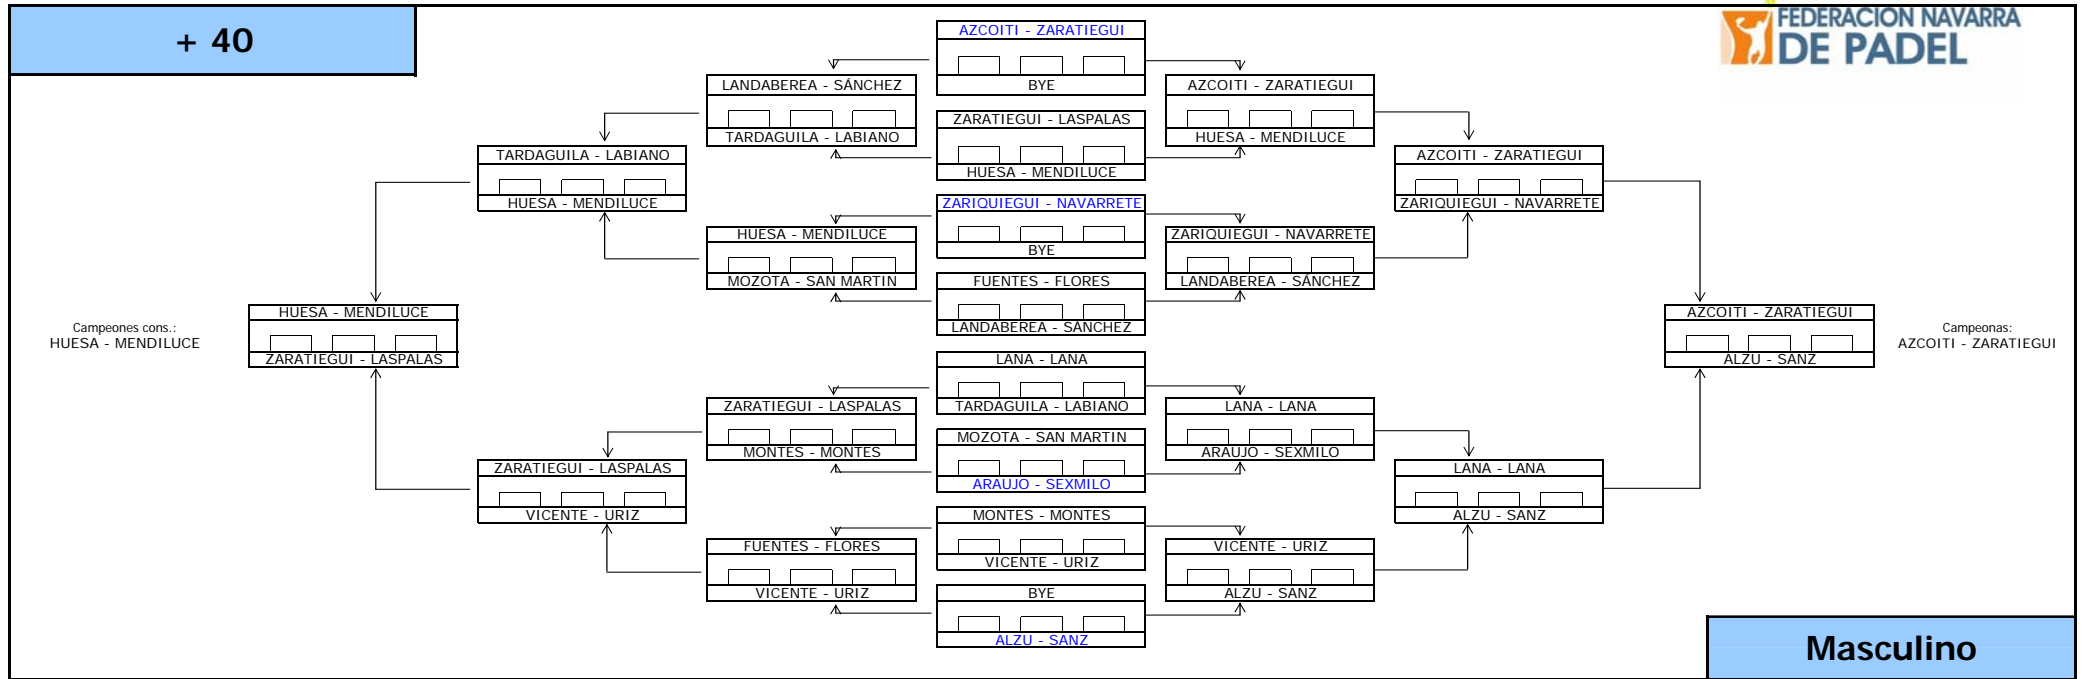 + 40
FEDERACION NAVARRA
DE PADEL
AZCOITI - ZARATIEGUI
BYE
ZARATIEGUI - LASPALAS
HUESA - MENDILUCE
ZARIQUIEGUI - NAVARRETE
BYE
FUENTES - FLORES
LANDABEREA - SÁNCHEZ
LANA - LANA
TARDAGUILA - LABIANO
MOZOTA - SAN MARTIN
ARAUJO - SEXMILO
MONTES - MONTES
VICENTE - URIZ
BYE
ALZU - SANZ
LANDABEREA - SÁNCHEZ
TARDAGUILA - LABIANO
HUESA - MENDILUCE
MOZOTA - SAN MARTIN
ZARATIEGUI - LASPALAS
MONTES - MONTES
FUENTES - FLORES
VICENTE - URIZ
TARDAGUILA - LABIANO
HUESA - MENDILUCE
ZARATIEGUI - LASPALAS
VICENTE - URIZ
HUESA - MENDILUCE
ZARATIEGUI - LASPALAS
Campeones cons.:
HUESA - MENDILUCE
AZCOITI - ZARATIEGUI
HUESA - MENDILUCE
ZARIQUIEGUI - NAVARRETE
LANDABEREA - SÁNCHEZ
LANA - LANA
ARAUJO - SEXMILO
VICENTE - URIZ
ALZU - SANZ
AZCOITI - ZARATIEGUI
ZARIQUIEGUI - NAVARRETE
LANA - LANA
ALZU - SANZ
AZCOITI - ZARATIEGUI
ALZU - SANZ
Campeonas:
AZCOITI - ZARATIEGUI
Masculino